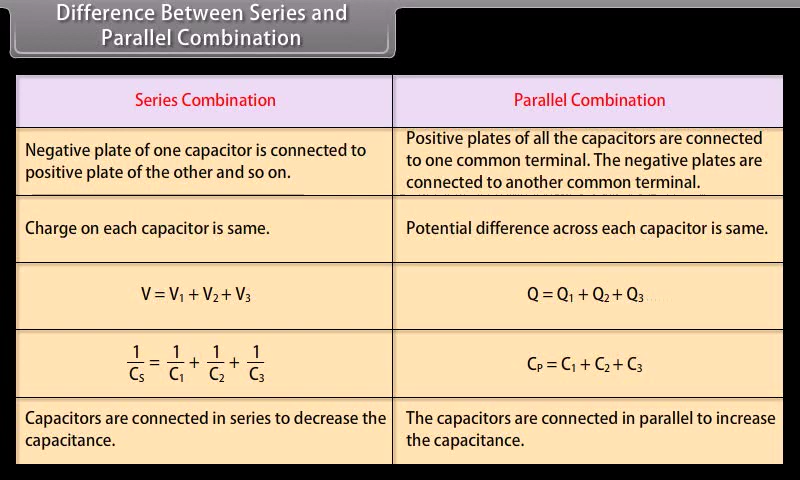 Difference Between Series and
Parallel Combination
Series Combination
Parallel Combination
Negative plate of one capacitor is connected to
positive plate of the other and so on.
Positive plates of all the capacitors are connected
to one common terminal. The negative plates are
connected to another common terminal.
Charge on each capacitor is same.
Potential difference across each capacitor is same.
V = V₁ + V₂ + V₃
Q = Q₁ + Q₂ + Q₃
1/Cs = 1/C₁ + 1/C₂ + 1/C₃
Cᴘ = C₁ + C₂ + C₃
Capacitors are connected in series to decrease the
capacitance.
The capacitors are connected in parallel to increase
the capacitance.